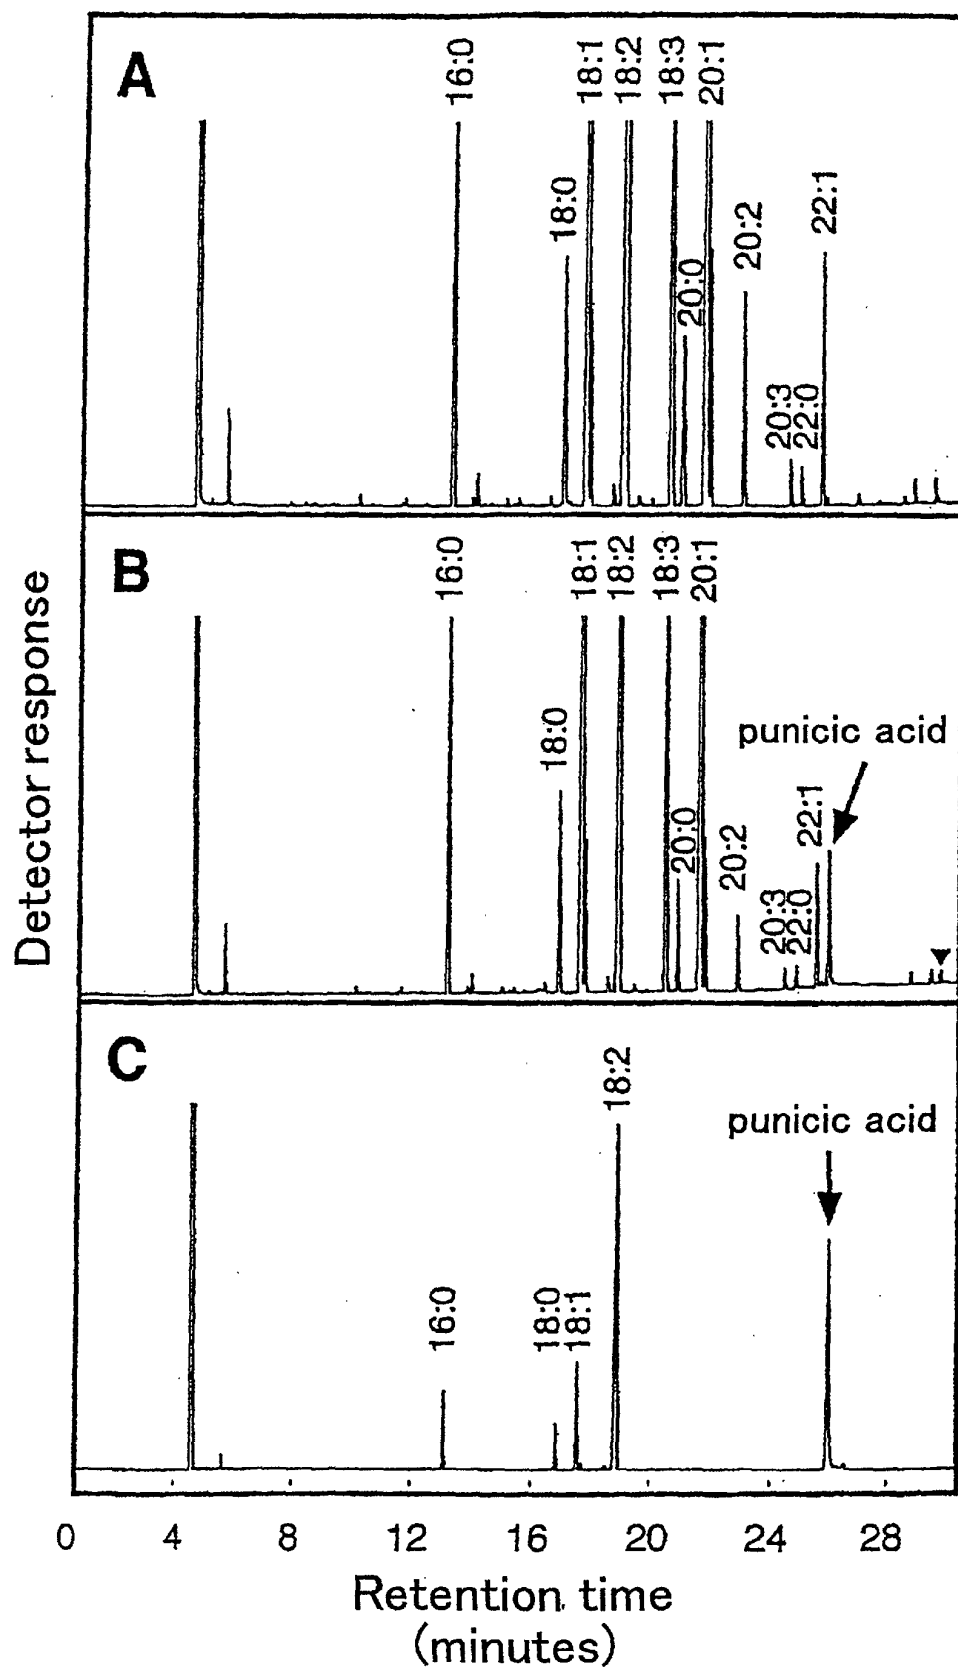 A
16:0
18:0
18:1
18:2
18:3
20:0
20:1
20:2
20:3
22:0
22:1
B
16:0
18:0
18:1
18:2
18:3
20:0
20:1
20:2
20:3
22:0
22:1
punicic acid
C
16:0
18:0
18:1
18:2
punicic acid
Detector response
0 4 8 12 16 20 24 28
Retention time
(minutes)